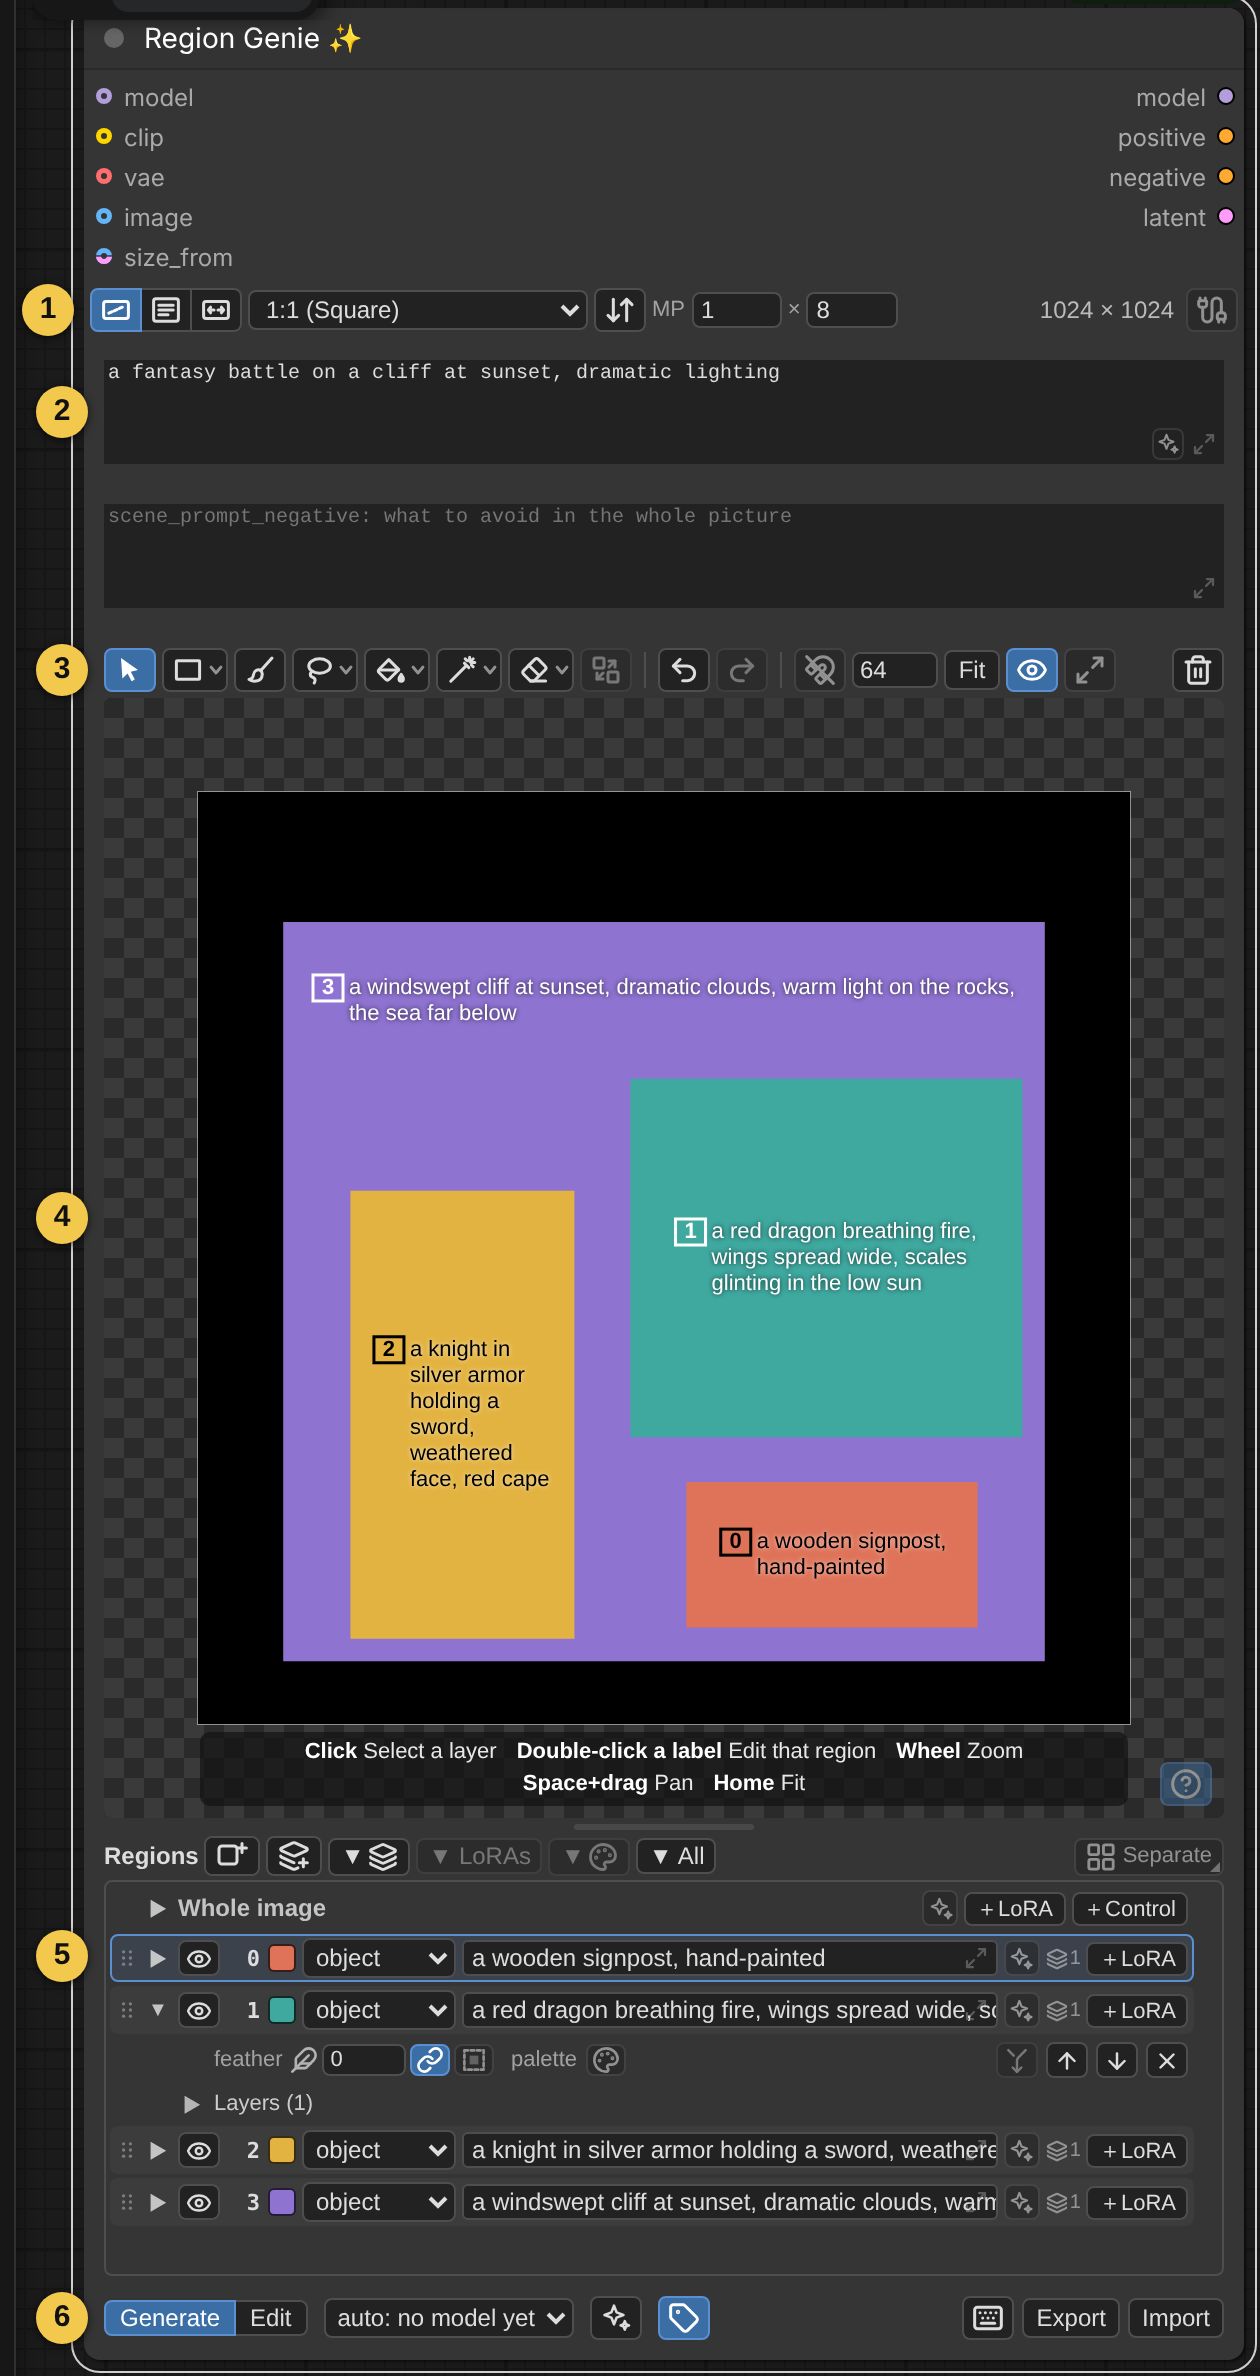 Region Genie ✨
model
model
clip
positive
vae
negative
image
latent
size_from
1
1:1 (Square)
MP
1
×
8
1024 × 1024
2
a fantasy battle on a cliff at sunset, dramatic lighting
scene_prompt_negative: what to avoid in the whole picture
3
64
Fit
4
3
a windswept cliff at sunset, dramatic clouds, warm light on the rocks,
the sea far below
1
a red dragon breathing fire,
wings spread wide, scales
glinting in the low sun
2
a knight in
silver armor
holding a
sword,
weathered
face, red cape
0
a wooden signpost,
hand-painted
Click Select a layer Double-click a label Edit that region Wheel Zoom
Space+drag Pan Home Fit
?
Regions
▼ LoRAs
▼ All
Separate
Whole image
+LoRA
+Control
5
0
object
a wooden signpost, hand-painted
1
+LoRA
1
object
a red dragon breathing fire, wings spread wide, sc
1
+LoRA
feather
0
palette
Layers (1)
2
object
a knight in silver armor holding a sword, weathere
1
+LoRA
3
object
a windswept cliff at sunset, dramatic clouds, warm
1
+LoRA
6
Generate
Edit
auto: no model yet
Export
Import